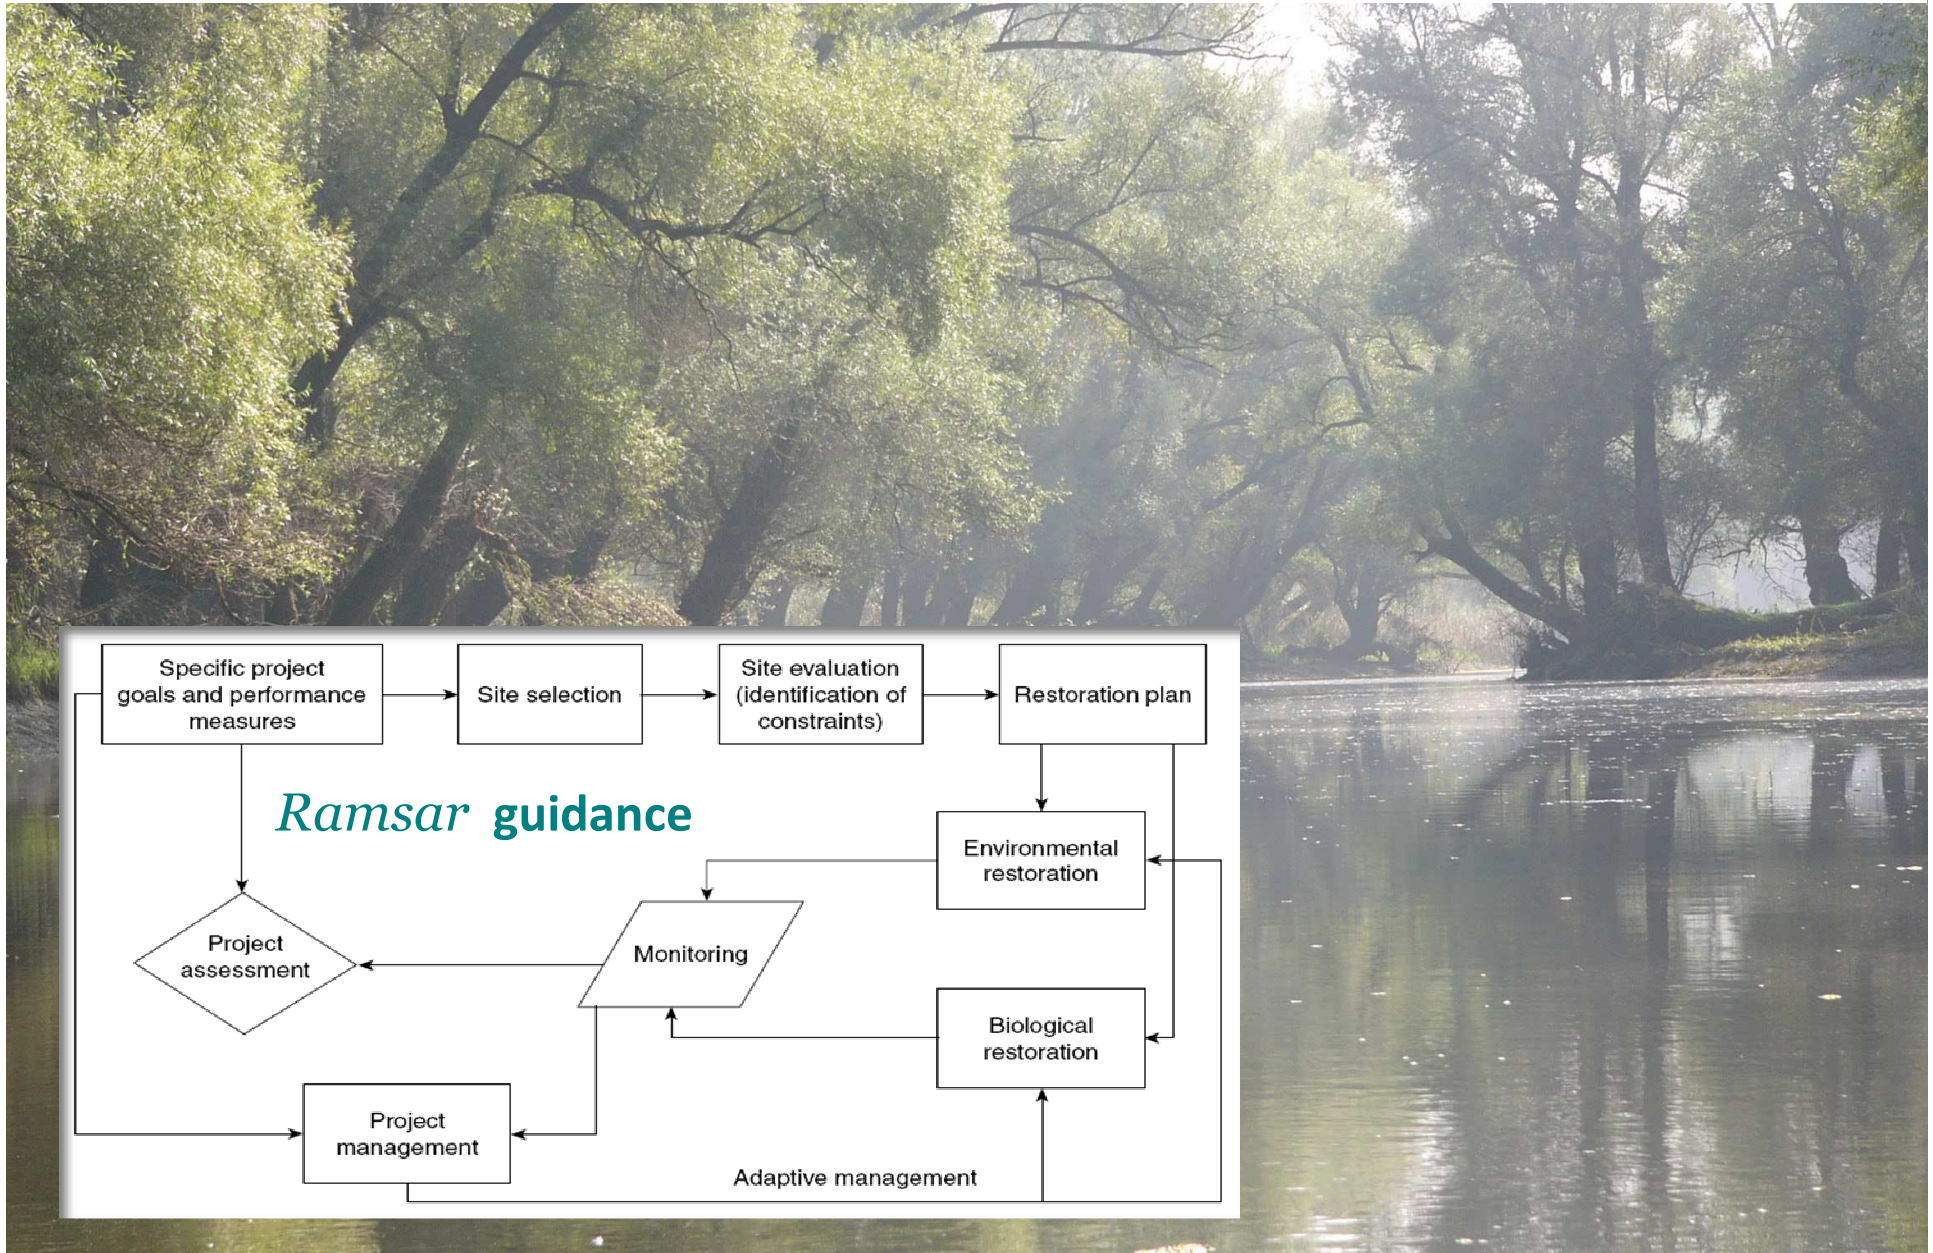 Specific project
goals and performance
measures
Site selection
Site evaluation
(identification of
constraints)
Restoration plan
Ramsar guidance
Environmental
restoration
Project
assessment
Monitoring
Biological
restoration
Project
management
Adaptive management